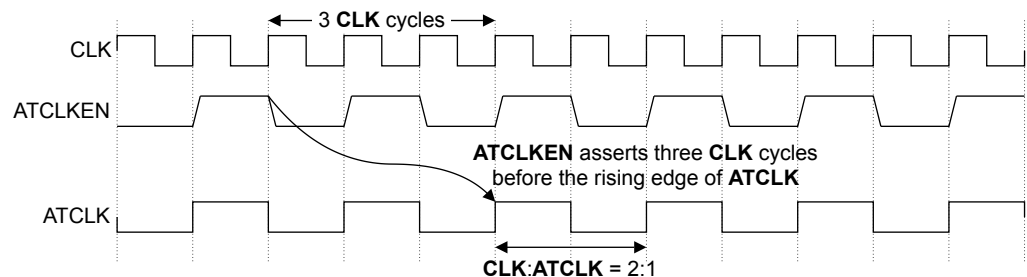 3 CLK cycles
CLK
ATCLKEN
ATCLKEN asserts three CLK cycles
before the rising edge of ATCLK
ATCLK
CLK:ATCLK = 2:1